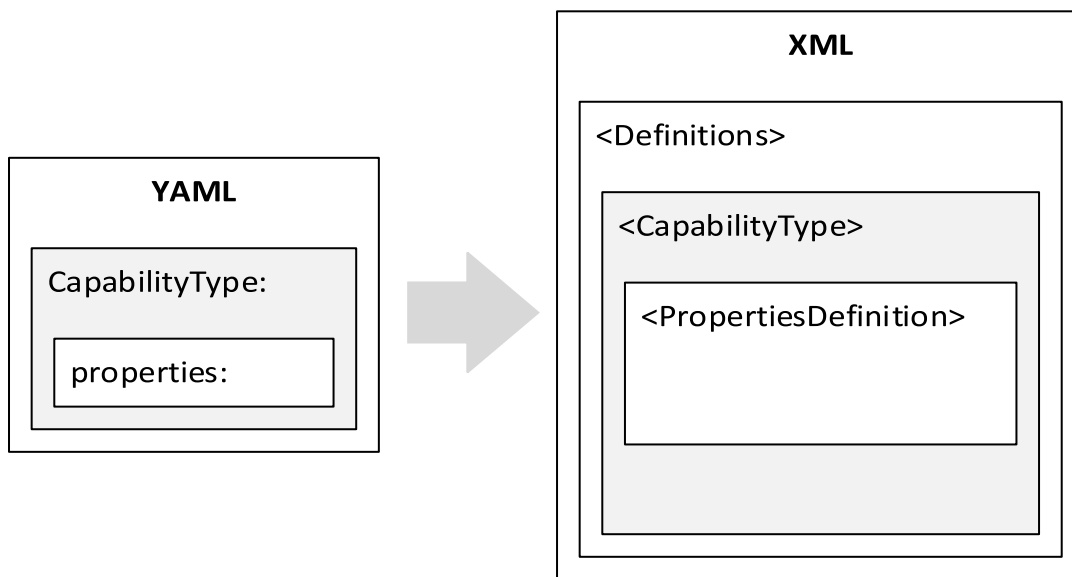 YAML
CapabilityType:
properties:
XML
<Definitions>
<CapabilityType>
<PropertiesDefinition>